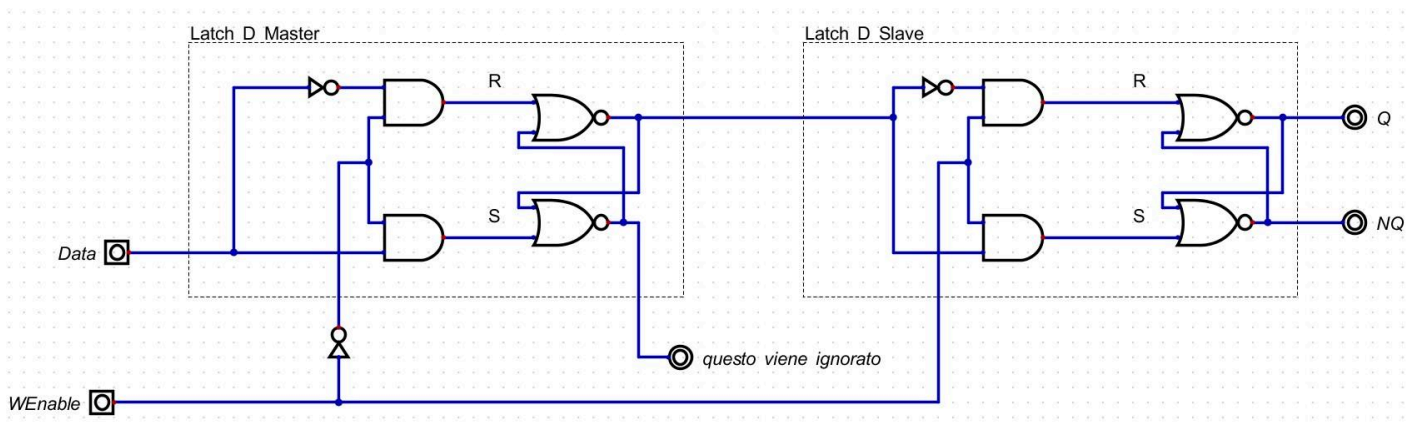 Latch D Master
Latch D Slave
R
R
Q
S
S
NQ
Data
questo viene ignorato
WEnable